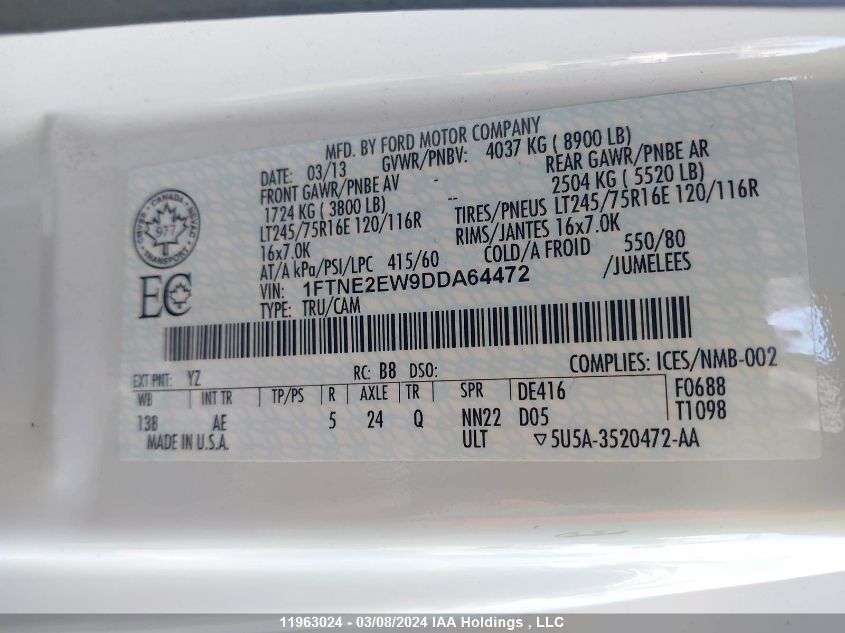 MFD. BY FORD MOTOR COMPANY
DATE: 03/13 GVWR/PNBV: 4037 KG ( 8900 LB)
FRONT GAWR/PNBE AV - REAR GAWR/PNBE AR
1724 KG ( 3800 LB) -- 2504 KG ( 5520 LB)
LT245/75R16E 120/116R TIRES/PNEUS LT245/75R16E 120/116R
16x7.0K RIMS/JANTES 16x7.0K
AT/A kPa/PSI/LPC 415/60 COLD/A FROID 550/80
VIN: 1FTNE2EW9DDA64472 /JUMELEES
TYPE: TRU/CAM
CANADA
977
TRANSPORT
EC
COMPLIES: ICES/NMB-002
EXT PNT: YZ RC: B8 DSO:
WB INT TR TP/PS R AXLE TR SPR DE416 F0688
138 AE 5 24 Q NN22 D05 T1098
MADE IN U.S.A. ULT ▽5U5A-3520472-AA
11963024 - 03/08/2024 IAA Holdings , LLC